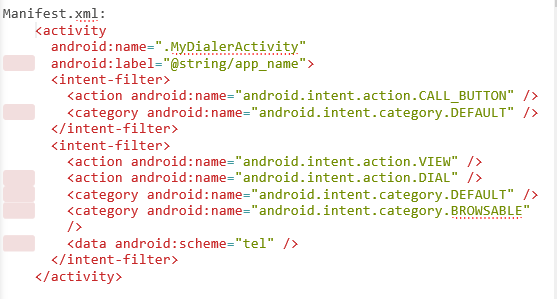 Manifest.xml:
<activity
android:name=".MyDialerActivity"
android:label="@string/app_name">
<intent-filter>
<action android:name="android.intent.action.CALL_BUTTON" />
<category android:name="android.intent.category.DEFAULT" />
</intent-filter>
<intent-filter>
<action android:name="android.intent.action.VIEW" />
<action android:name="android.intent.action.DIAL" />
<category android:name="android.intent.category.DEFAULT" />
<category android:name="android.intent.category.BROWSABLE"
/>
<data android:scheme="tel" />
</intent-filter>
</activity>